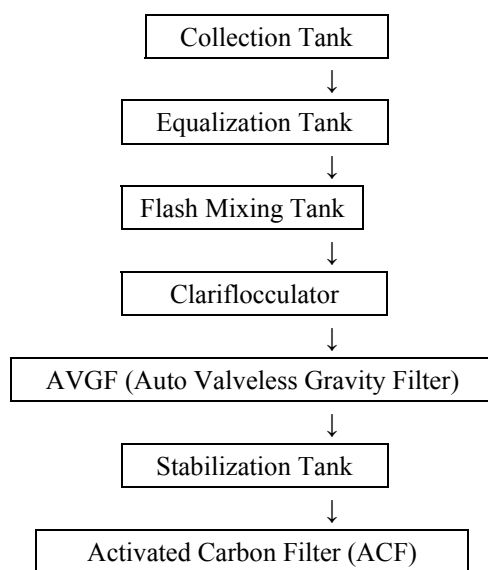 Collection Tank
↓
Equalization Tank
↓
Flash Mixing Tank
↓
Clariflocculator
↓
AVGF (Auto Valveless Gravity Filter)
↓
Stabilization Tank
↓
Activated Carbon Filter (ACF)